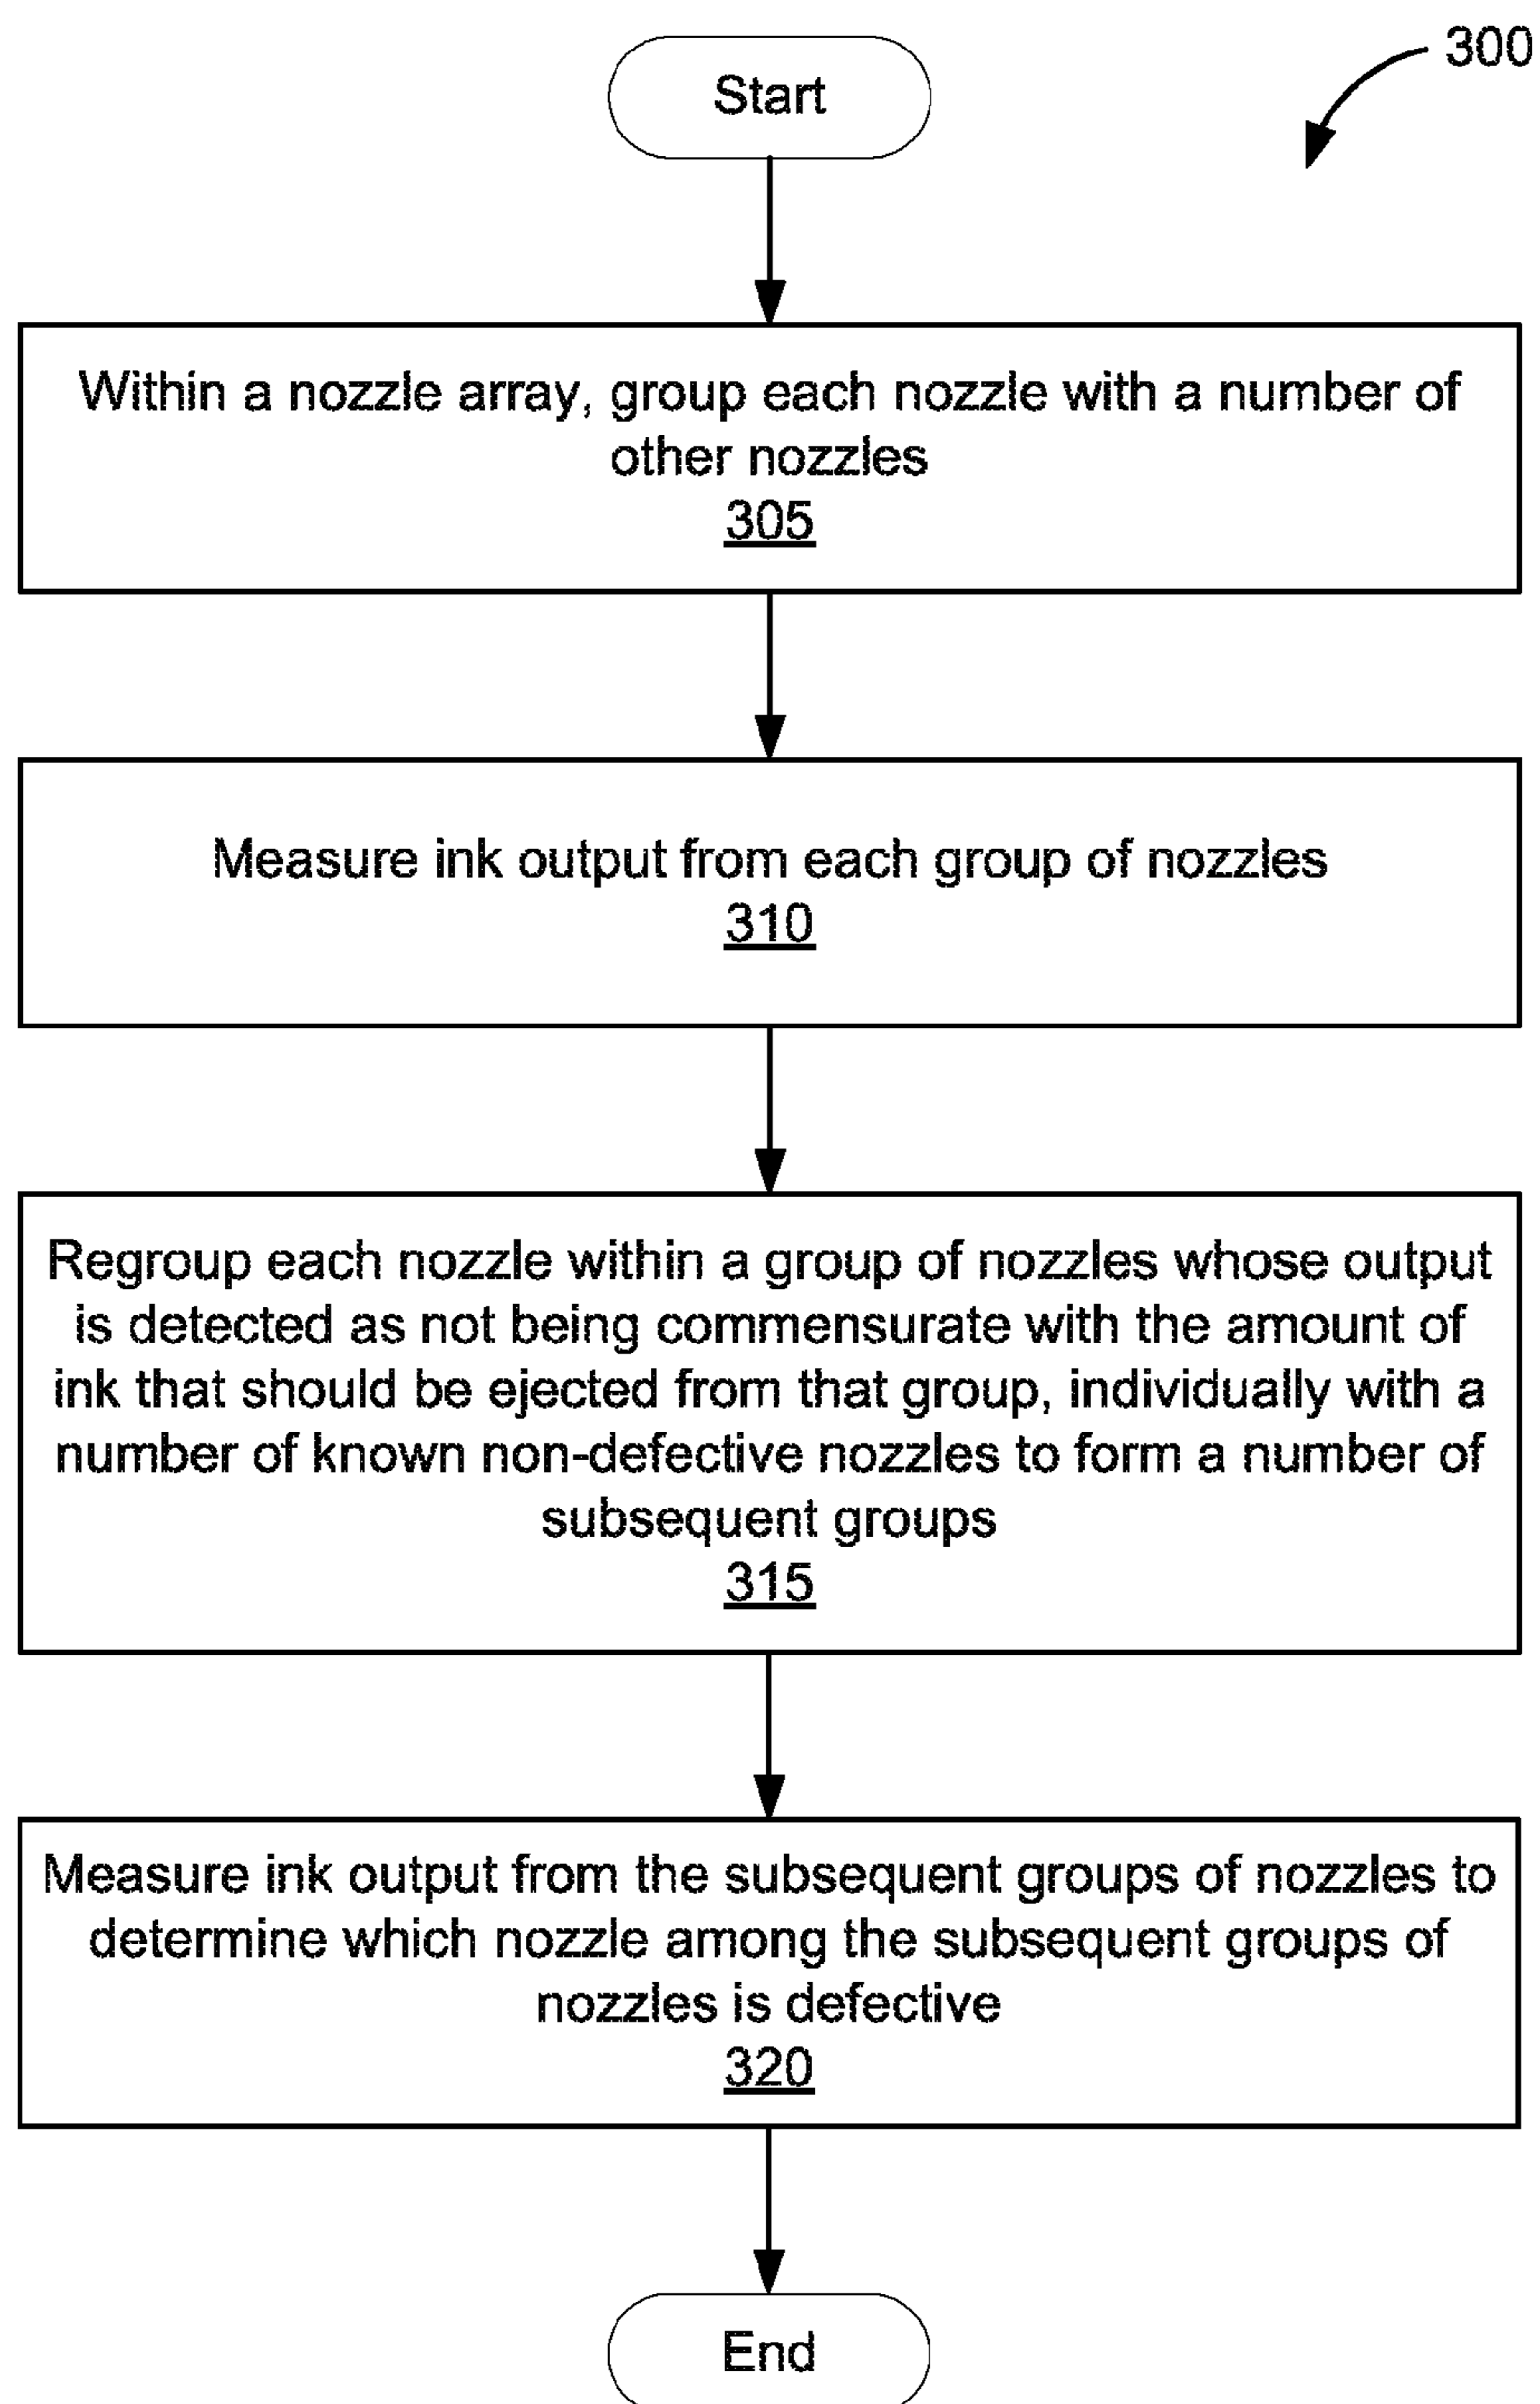 300
Start
Within a nozzle array, group each nozzle with a number of
other nozzles
305
Measure ink output from each group of nozzles
310
Regroup each nozzle within a group of nozzles whose output
is detected as not being commensurate with the amount of
ink that should be ejected from that group, individually with a
number of known non-defective nozzles to form a number of
subsequent groups
315
Measure ink output from the subsequent groups of nozzles to
determine which nozzle among the subsequent groups of
nozzles is defective
320
End